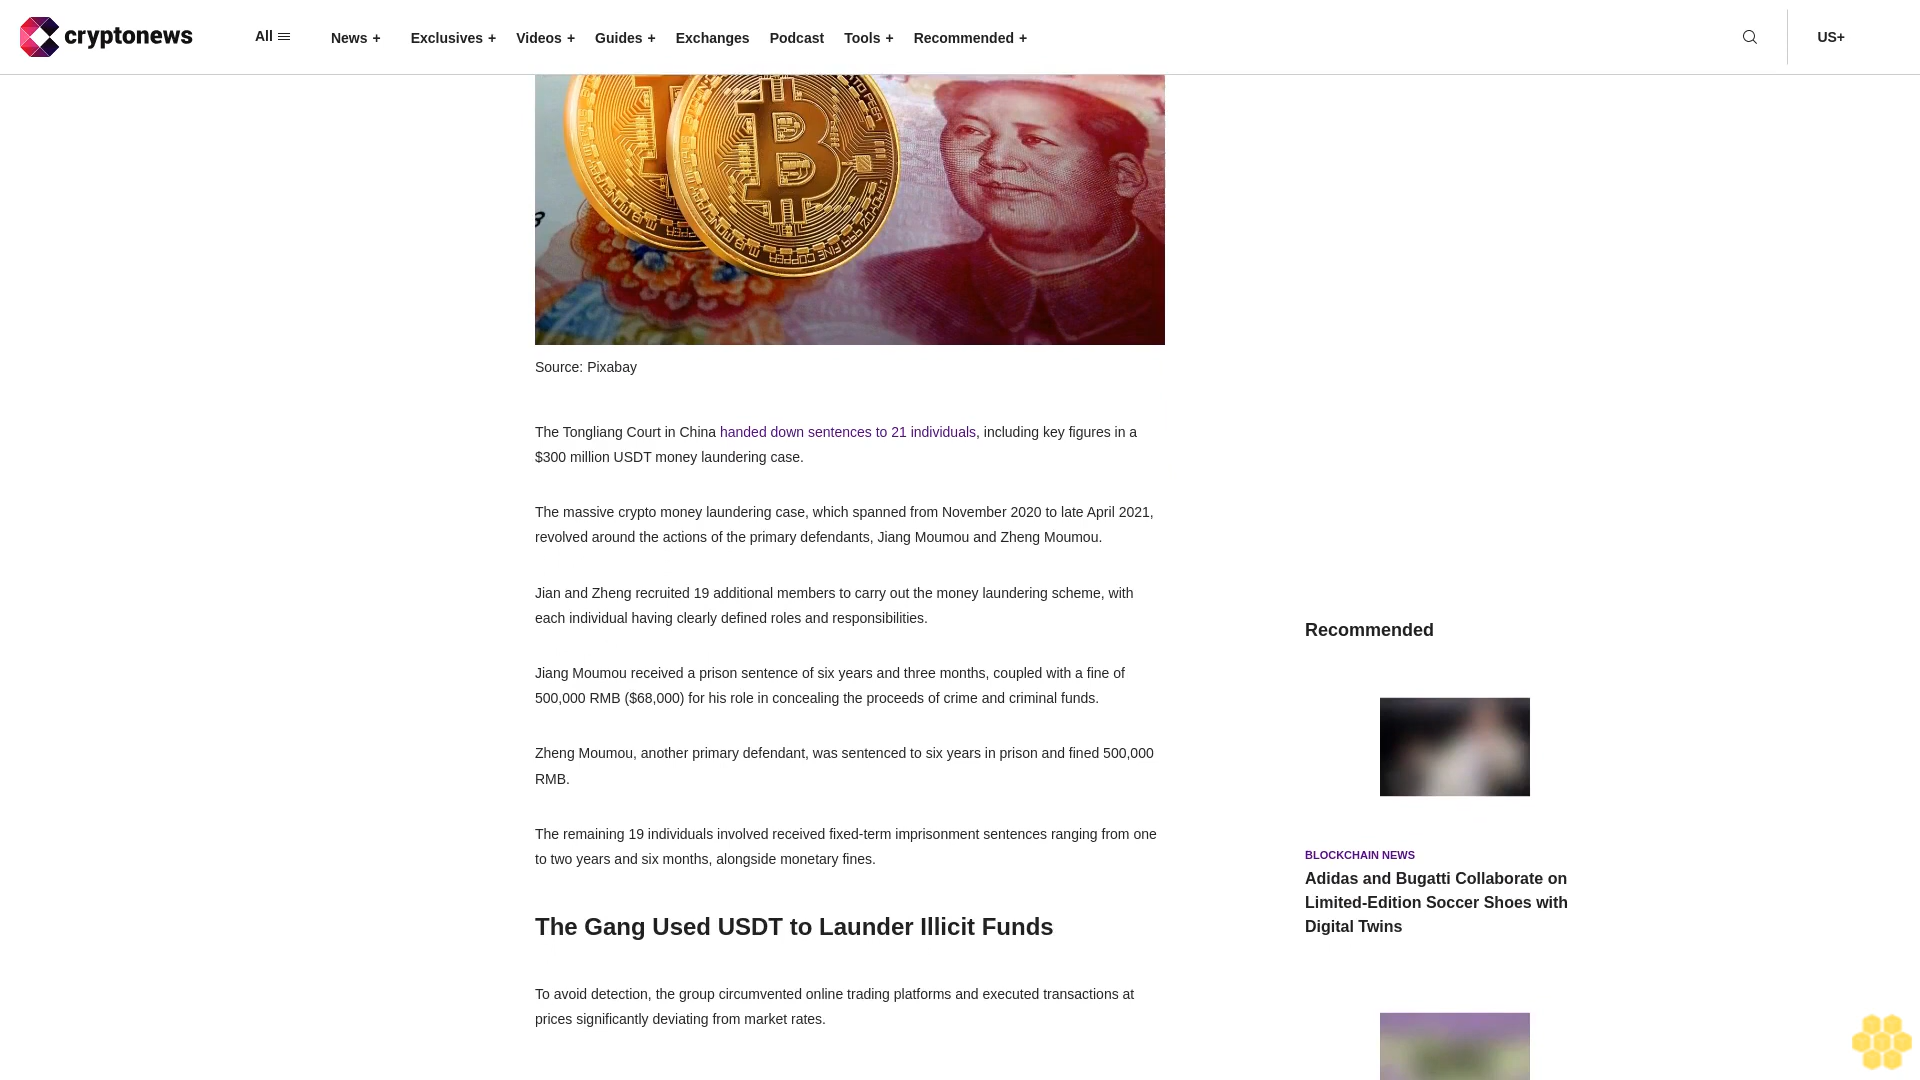 cryptonews
All
News +
Exclusives +
Videos +
Guides +
Exchanges
Podcast
Tools +
Recommended +
US+
Source: Pixabay
The Tongliang Court in China handed down sentences to 21 individuals, including key figures in a
$300 million USDT money laundering case.
The massive crypto money laundering case, which spanned from November 2020 to late April 2021,
revolved around the actions of the primary defendants, Jiang Moumou and Zheng Moumou.
Jian and Zheng recruited 19 additional members to carry out the money laundering scheme, with
each individual having clearly defined roles and responsibilities.
Jiang Moumou received a prison sentence of six years and three months, coupled with a fine of
500,000 RMB ($68,000) for his role in concealing the proceeds of crime and criminal funds.
Zheng Moumou, another primary defendant, was sentenced to six years in prison and fined 500,000
RMB.
The remaining 19 individuals involved received fixed-term imprisonment sentences ranging from one
to two years and six months, alongside monetary fines.
The Gang Used USDT to Launder Illicit Funds
To avoid detection, the group circumvented online trading platforms and executed transactions at
prices significantly deviating from market rates.
Recommended
BLOCKCHAIN NEWS
Adidas and Bugatti Collaborate on
Limited-Edition Soccer Shoes with
Digital Twins